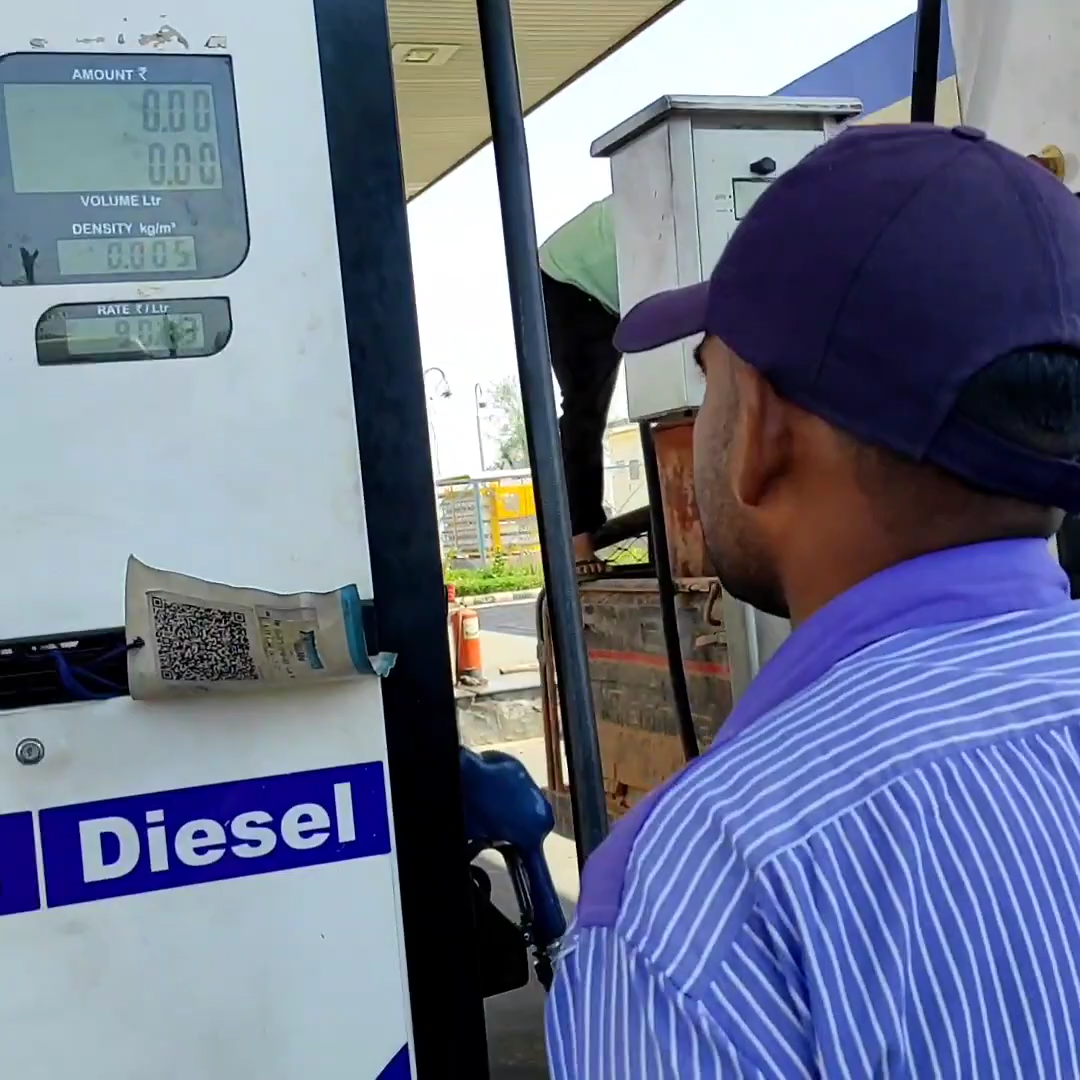 AMOUNT ₹
0.00
0.00
VOLUME Ltr
DENSITY kg/m³
0.005
RATE ₹ / Ltr
Diesel